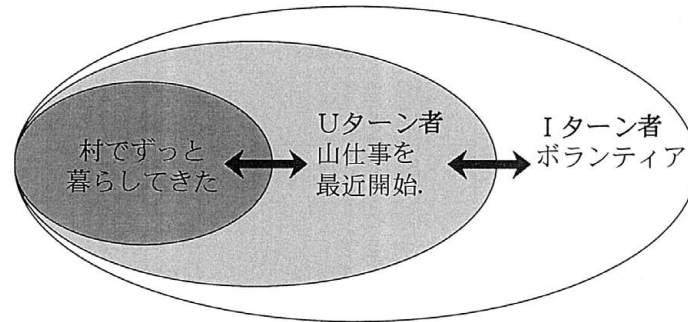 村でずっと
暮らしてきた
Uターン者
山仕事を
最近開始.
Iターン者
ボランティア